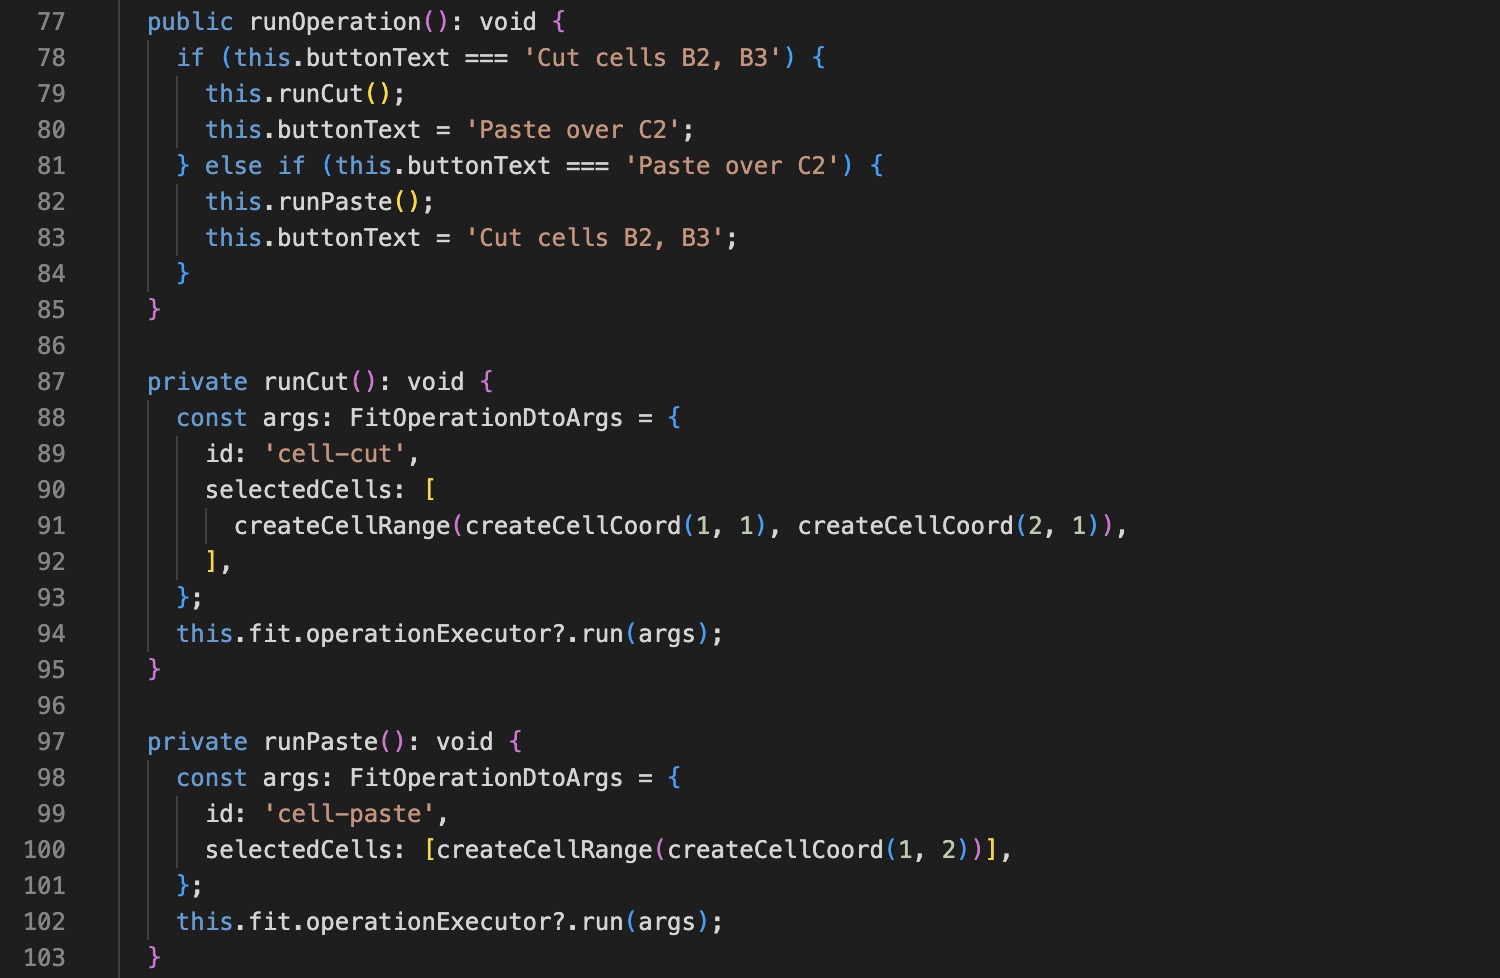 77 public runOperation(): void {
78 if (this.buttonText === 'Cut cells B2, B3') {
79 this.runCut();
80 this.buttonText = 'Paste over C2';
81 } else if (this.buttonText === 'Paste over C2') {
82 this.runPaste();
83 this.buttonText = 'Cut cells B2, B3';
84 }
85 }
86
87 private runCut(): void {
88 const args: FitOperationDtoArgs = {
89 id: 'cell-cut',
90 selectedCells: [
91 createCellRange(createCellCoord(1, 1), createCellCoord(2, 1)),
92 ],
93 };
94 this.fit.operationExecutor?.run(args);
95 }
96
97 private runPaste(): void {
98 const args: FitOperationDtoArgs = {
99 id: 'cell-paste',
100 selectedCells: [createCellRange(createCellCoord(1, 2))],
101 };
102 this.fit.operationExecutor?.run(args);
103 }